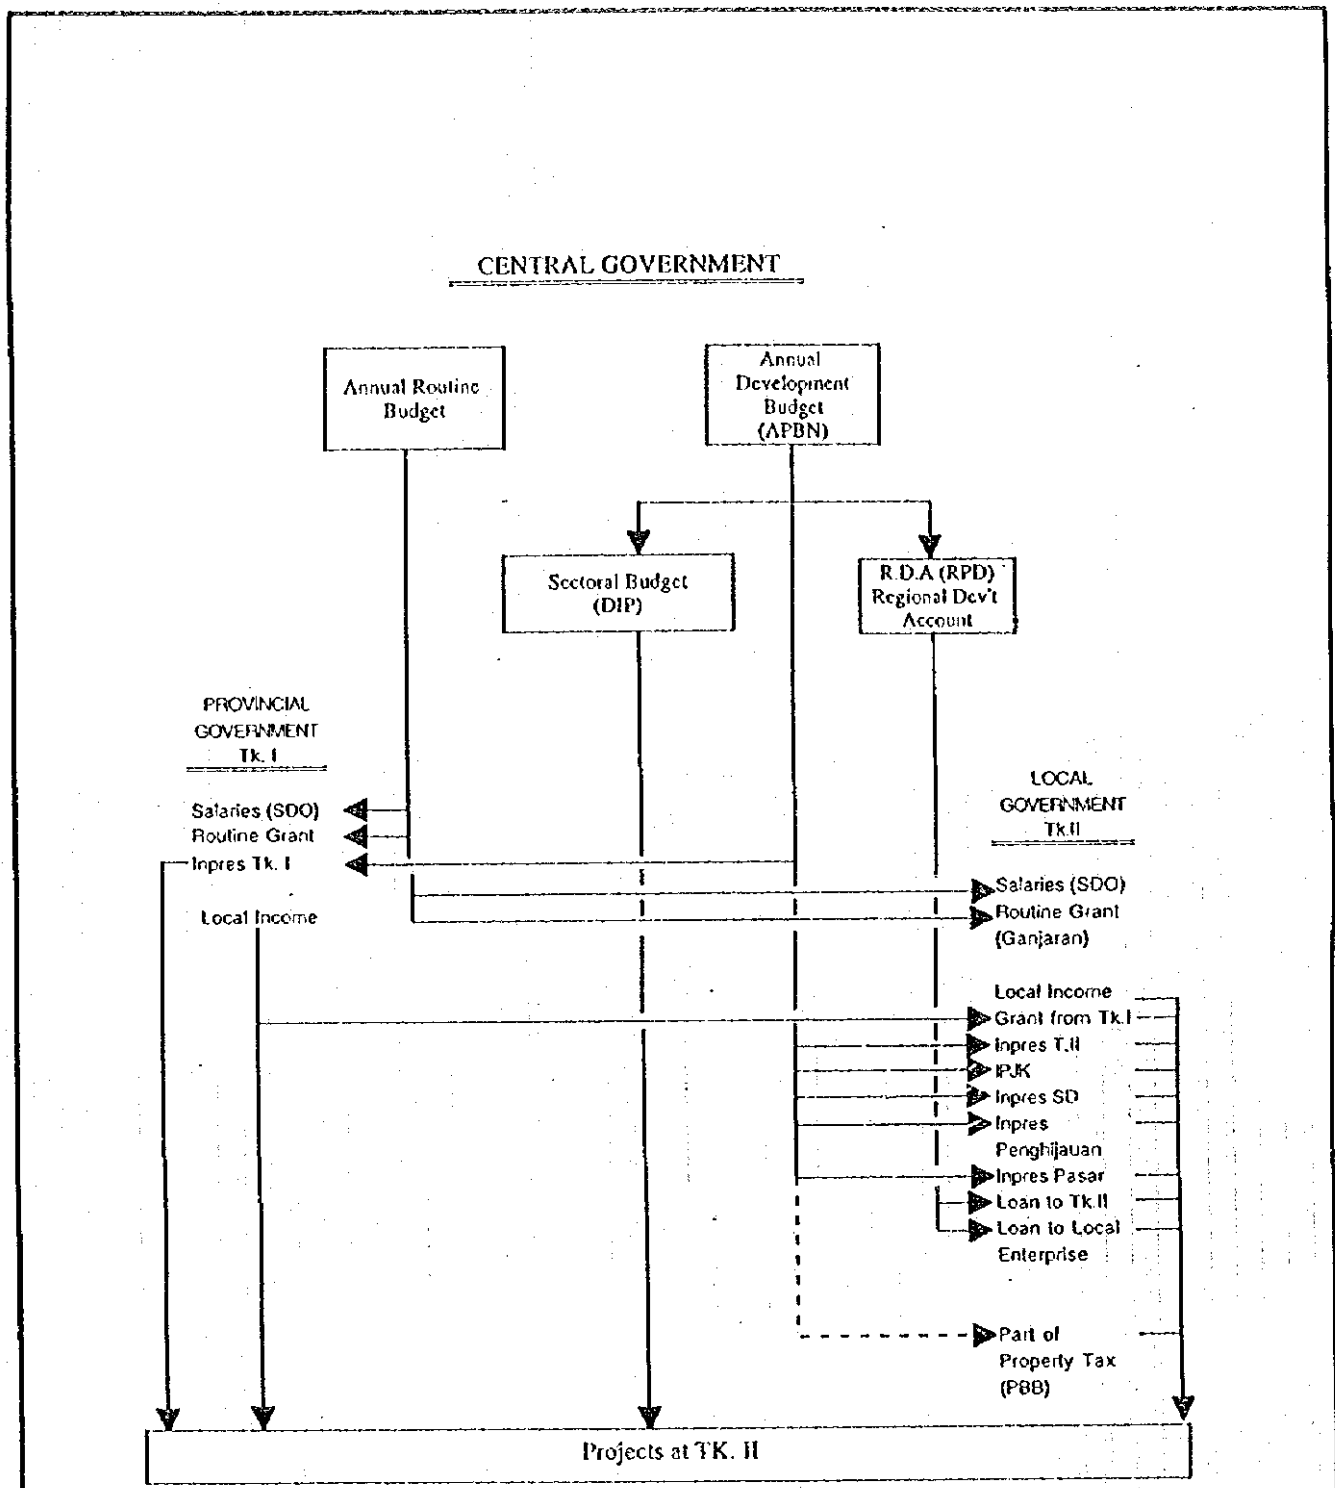 CENTRAL GOVERNMENT
Annual Routine
Budget
Annual
Development
Budget
(APBN)
Sectoral Budget
(DIP)
R.D.A (RPD)
Regional Dev't
Account
PROVINCIAL
GOVERNMENT
Tk. I
Salaries (SDO)
Routine Grant
Inpres Tk. I
Local Income
LOCAL
GOVERNMENT
Tk.II
Salaries (SDO)
Routine Grant
(Ganjaran)
Local Income
Grant from Tk.I
Inpres T.II
IPJK
Inpres SD
Inpres
Penghijauan
Inpres Pasar
Loan to Tk.II
Loan to Local
Enterprise
Part of
Property Tax
(PBB)
Projects at TK. II